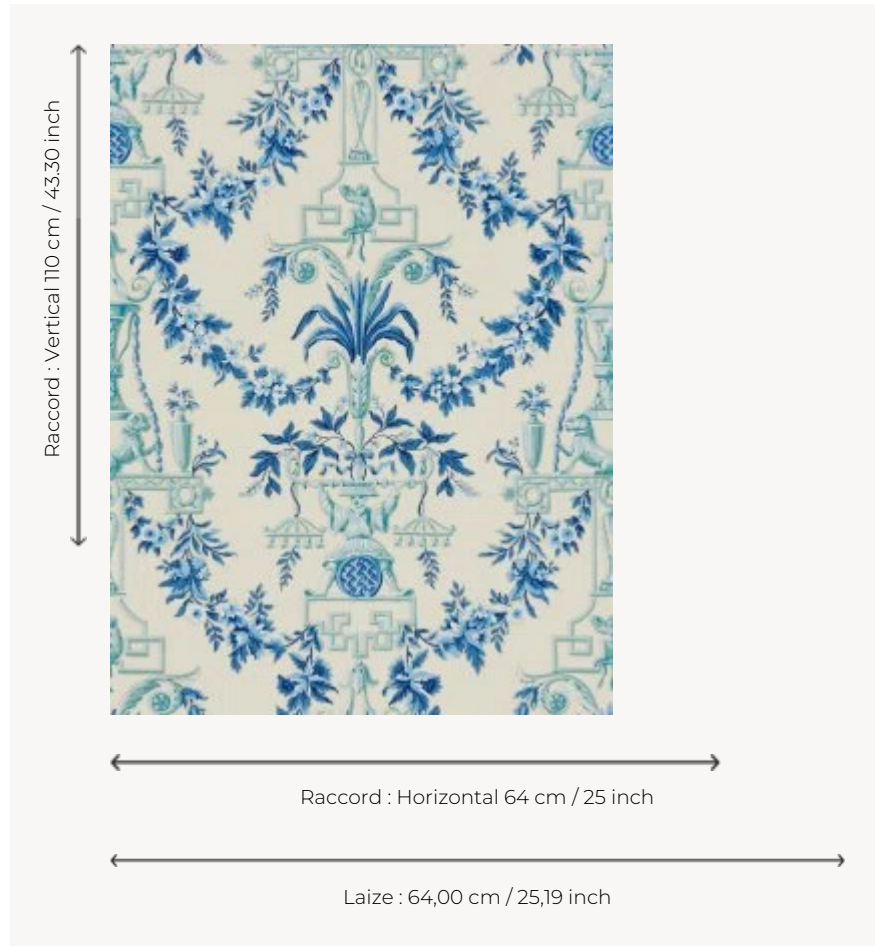 Raccord : Vertical 110 cm / 43.30 inch
Raccord : Horizontal 64 cm / 25 inch
Laize : 64,00 cm / 25,19 inch